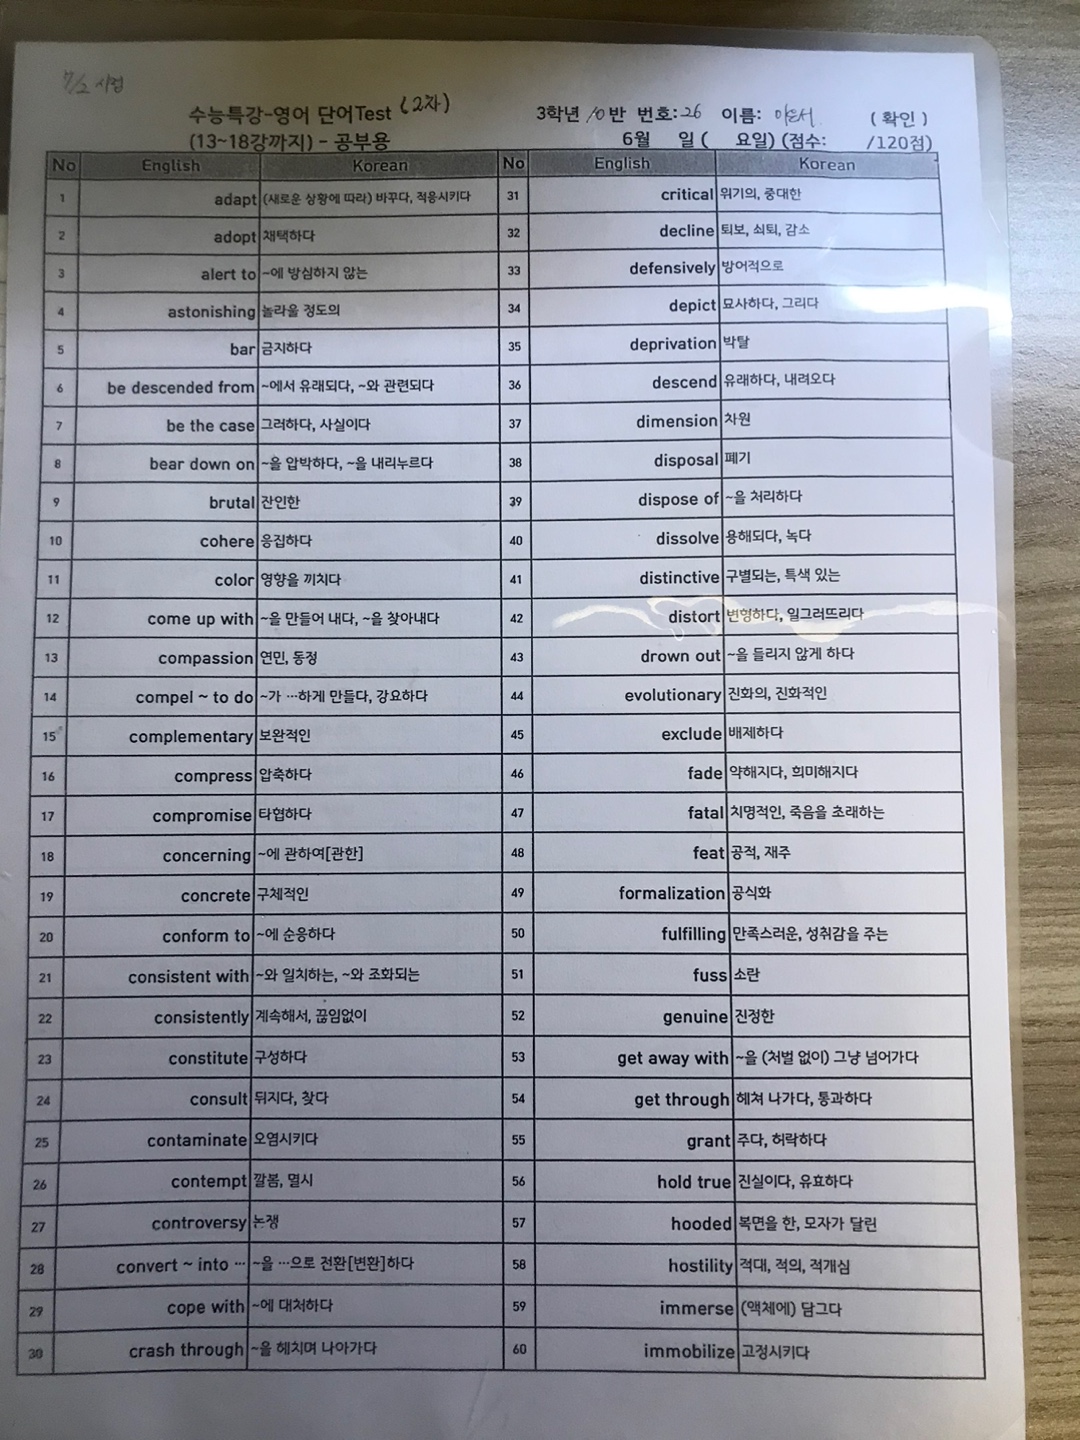 7/2 시험
수능특강-영어 단어Test (2차) 3학년 10반 번호:26 이름: (확인)
(13~18강까지) - 공부용 6월 일( 요일) (점수: /120점)
No English Korean No English Korean
1 adapt (새로운 상황에 따라) 바꾸다, 적응시키다 31 critical 위기의, 중대한
2 adopt 채택하다 32 decline 퇴보, 쇠퇴, 감소
3 alert to ~에 방심하지 않는 33 defensively 방어적으로
4 astonishing 놀라울 정도의 34 depict 묘사하다, 그리다
5 bar 금지하다 35 deprivation 박탈
6 be descended from ~에서 유래되다, ~와 관련되다 36 descend 유래하다, 내려오다
7 be the case 그러하다, 사실이다 37 dimension 차원
8 bear down on ~을 압박하다, ~을 내리누르다 38 disposal 폐기
9 brutal 잔인한 39 dispose of ~을 처리하다
10 cohere 응집하다 40 dissolve 용해되다, 녹다
11 color 영향을 끼치다 41 distinctive 구별되는, 특색 있는
12 come up with ~을 만들어 내다, ~을 찾아내다 42 distort 변형하다, 일그러뜨리다
13 compassion 연민, 동정 43 drown out ~을 들리지 않게 하다
14 compel ~ to do ~가 …하게 만들다, 강요하다 44 evolutionary 진화의, 진화적인
15 complementary 보완적인 45 exclude 배제하다
16 compress 압축하다 46 fade 약해지다, 희미해지다
17 compromise 타협하다 47 fatal 치명적인, 죽음을 초래하는
18 concerning ~에 관하여[관한] 48 feat 공적, 재주
19 concrete 구체적인 49 formalization 공식화
20 conform to ~에 순응하다 50 fulfilling 만족스러운, 성취감을 주는
21 consistent with ~와 일치하는, ~와 조화되는 51 fuss 소란
22 consistently 계속해서, 끊임없이 52 genuine 진정한
23 constitute 구성하다 53 get away with ~을 (처벌 없이) 그냥 넘어가다
24 consult 뒤지다, 찾다 54 get through 헤쳐 나가다, 통과하다
25 contaminate 오염시키다 55 grant 주다, 허락하다
26 contempt 깔봄, 멸시 56 hold true 진실이다, 유효하다
27 controversy 논쟁 57 hooded 복면을 한, 모자가 달린
28 convert ~ into … ~을 …으로 전환[변환]하다 58 hostility 적대, 적의, 적개심
29 cope with ~에 대처하다 59 immerse (액체에) 담그다
30 crash through ~을 헤치며 나아가다 60 immobilize 고정시키다